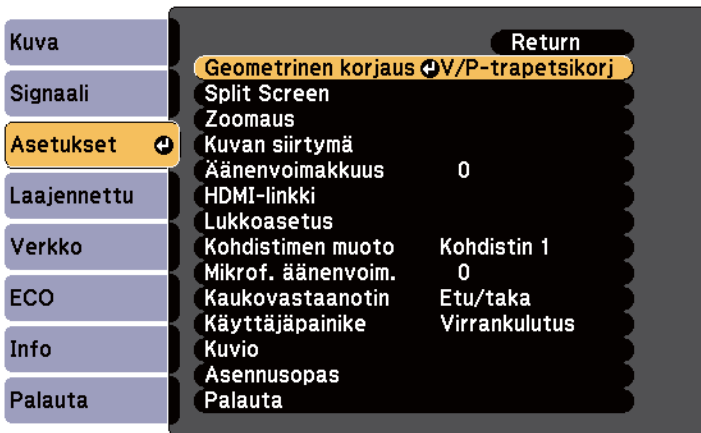 Kuva
Signaali
Asetukset
Laajennettu
Verkko
ECO
Info
Palauta
Return
Geometrinen korjaus V/P-trapetsikorj
Split Screen
Zoomaus
Kuvan siirtymä
Äänenvoimakkuus 0
HDMI-linkki
Lukkoasetus
Kohdistimen muoto Kohdistin 1
Mikrof. äänenvoim. 0
Kaukovastaanotin Etu/taka
Käyttäjäpainike Virrankulutus
Kuvio
Asennusopas
Palauta